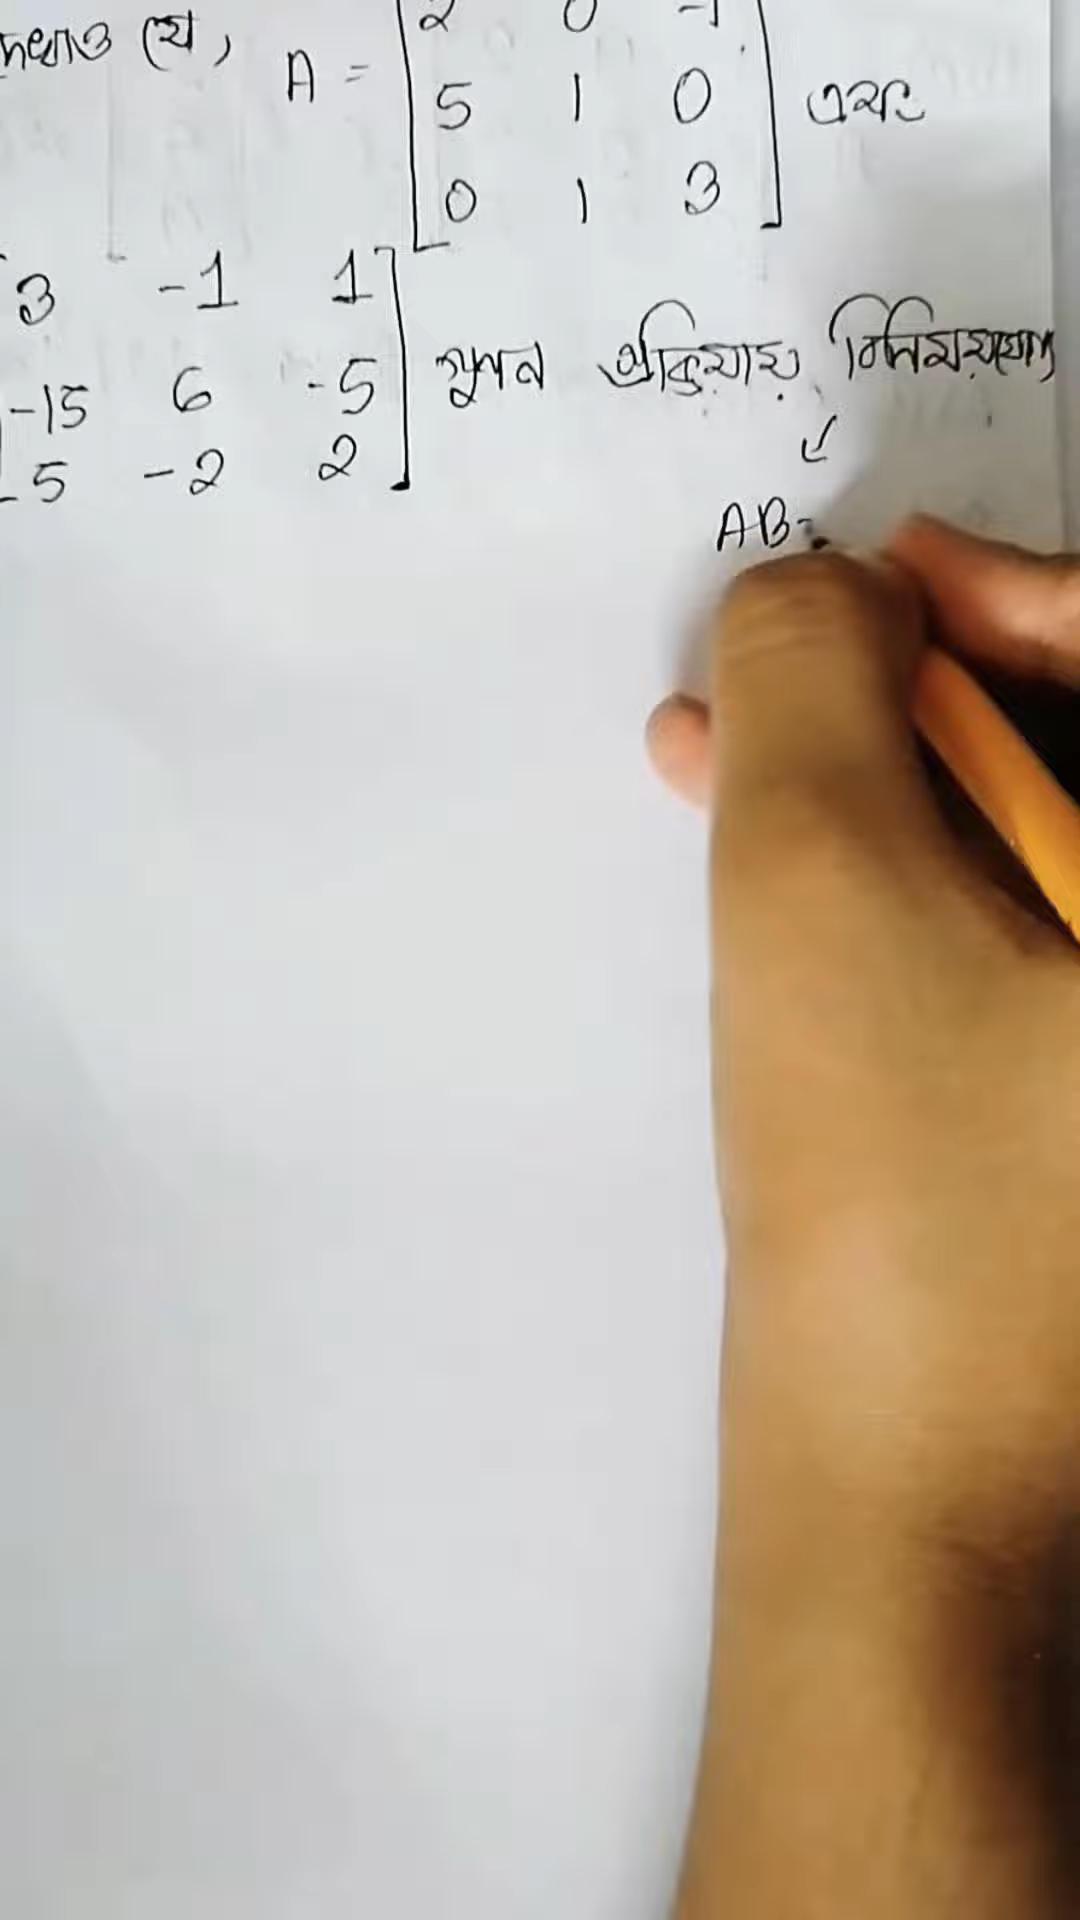 দেখাও যে, A = [2 0 -1
5 1 0
0 1 3] এবং
3 -1 1
-15 6 -5
5 -2 2] গুণন প্রক্রিয়ায় বিনিময়যোগ্য
AB=